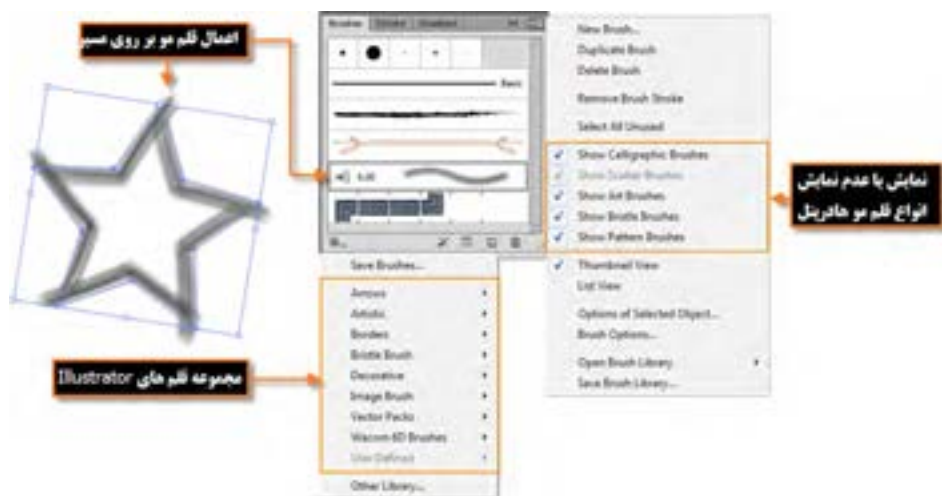 اعمال قلم مو بر روی مسیر
Brushes
Stroke
Basic
6.00
New Brush...
Duplicate Brush
Delete Brush
Remove Brush Stroke
Select All Unused
Show Calligraphic Brushes
Show Scatter Brushes
Show Art Brushes
Show Bristle Brushes
Show Pattern Brushes
Thumbnail View
List View
Options of Selected Object...
Brush Options...
Open Brush Library
Save Brush Library...
نمایش یا عدم نمایش
انواع قلم مو هادرپنل
Save Brushes...
Arrows
Artistic
Borders
Bristle Brush
Decorative
Image Brush
Vector Packs
Wacom 6D Brushes
User Defined
Other Library...
مجموعه قلم های Illustrator